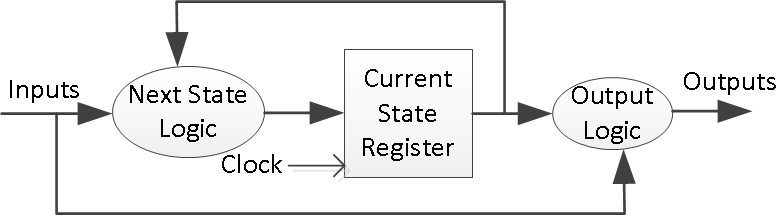 Inputs
Next State
Logic
Clock
Current
State
Register
Output
Logic
Outputs